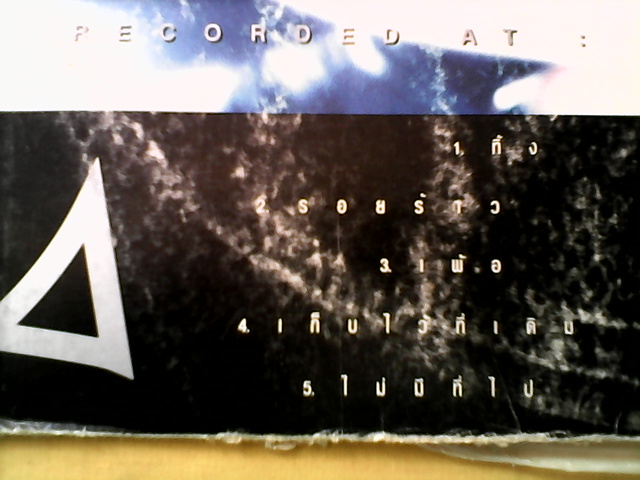 RECORDED AT :
1. ทิ้ง
2. รอยร้าว
3. เพ้อ
4. เก็บไว้ที่เดิม
5. ไม่มีที่ไป